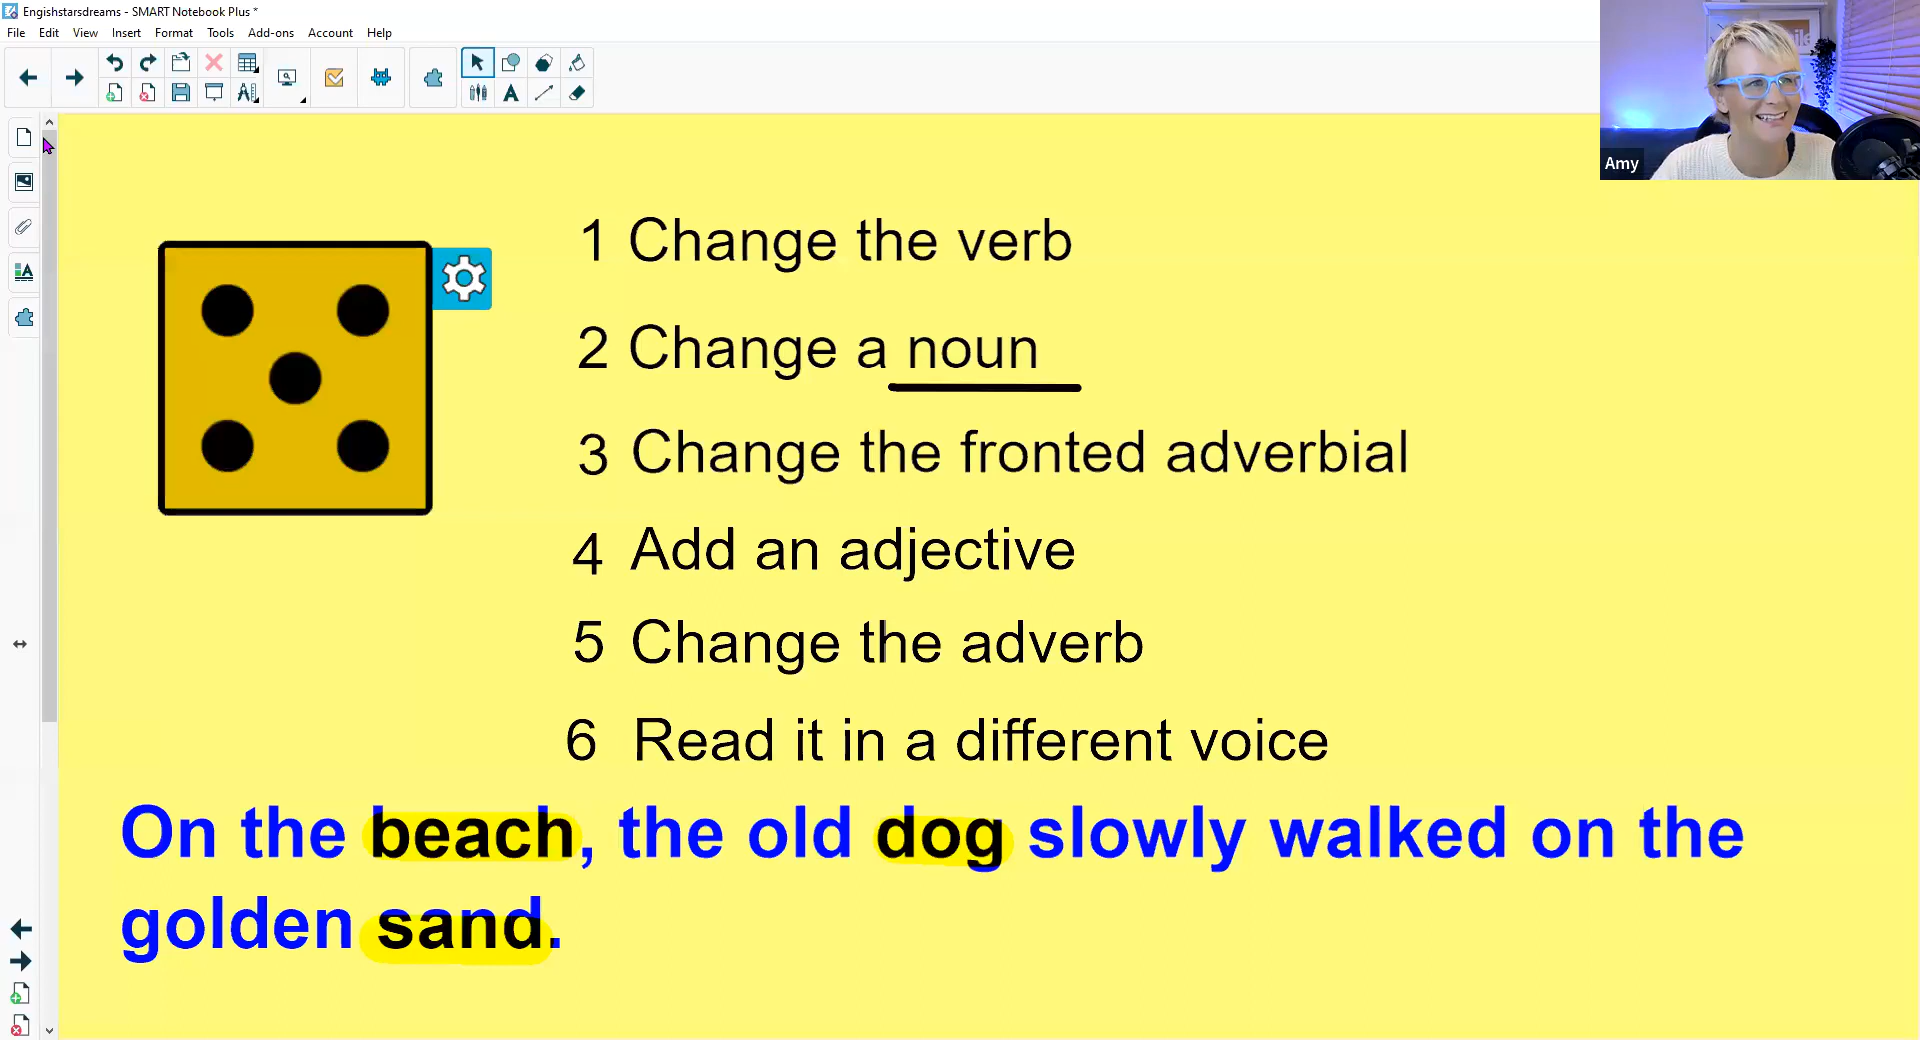 Engishstarsdreams - SMART Notebook Plus *
File Edit View Insert Format Tools Add-ons Account Help
Amy
1 Change the verb
2 Change a noun
3 Change the fronted adverbial
4 Add an adjective
5 Change the adverb
6 Read it in a different voice
On the beach, the old dog slowly walked on the
golden sand.